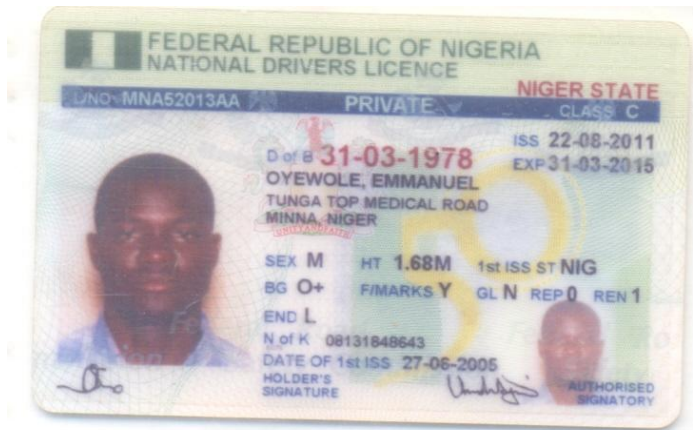 FEDERAL REPUBLIC OF NIGERIA
NATIONAL DRIVERS LICENCE
NIGER STATE
L/NO MNA52013AA PRIVATE CLASS C
ISS 22-08-2011
D of B 31-03-1978 EXP 31-03-2015
OYEWOLE, EMMANUEL
TUNGA TOP MEDICAL ROAD
MINNA, NIGER
SEX M HT 1.68M 1st ISS ST NIG
BG O+ F/MARKS Y GL N REP 0 REN 1
END L
N of K 08131848643
DATE OF 1st ISS 27-06-2005
HOLDER'S
SIGNATURE
AUTHORISED
SIGNATORY
50